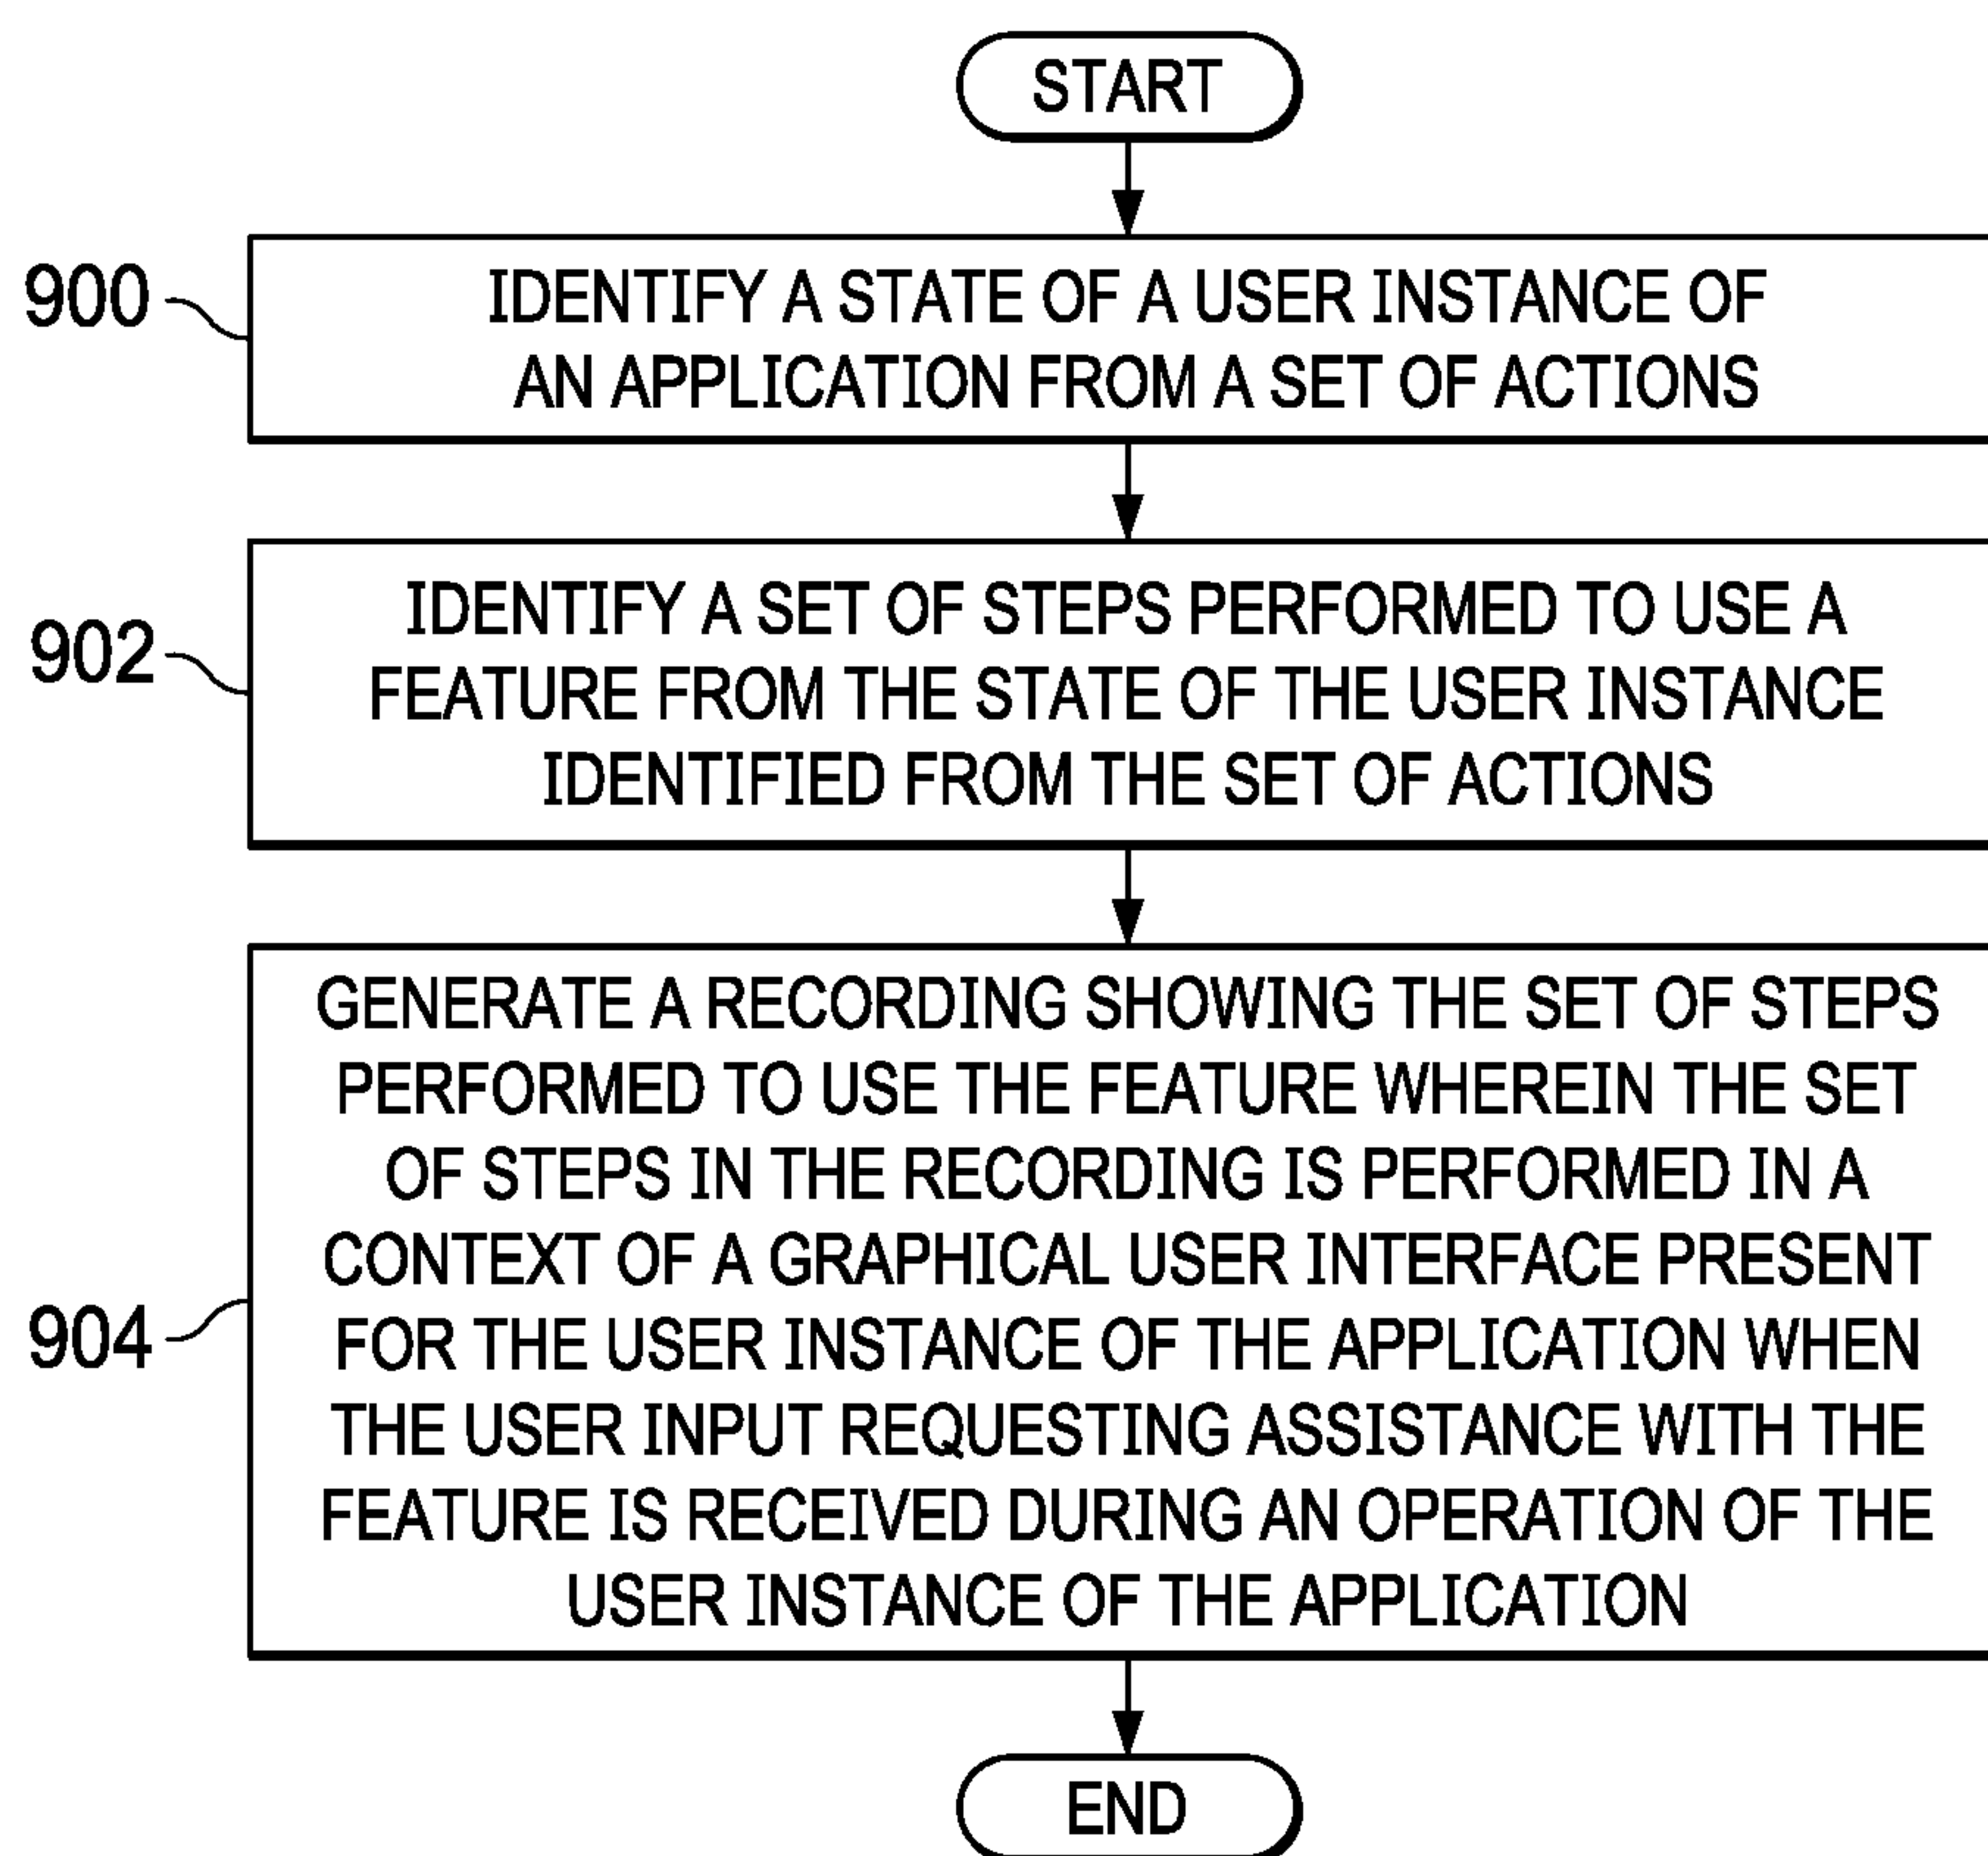 START
900
IDENTIFY A STATE OF A USER INSTANCE OF
AN APPLICATION FROM A SET OF ACTIONS
902
IDENTIFY A SET OF STEPS PERFORMED TO USE A
FEATURE FROM THE STATE OF THE USER INSTANCE
IDENTIFIED FROM THE SET OF ACTIONS
904
GENERATE A RECORDING SHOWING THE SET OF STEPS
PERFORMED TO USE THE FEATURE WHEREIN THE SET
OF STEPS IN THE RECORDING IS PERFORMED IN A
CONTEXT OF A GRAPHICAL USER INTERFACE PRESENT
FOR THE USER INSTANCE OF THE APPLICATION WHEN
THE USER INPUT REQUESTING ASSISTANCE WITH THE
FEATURE IS RECEIVED DURING AN OPERATION OF THE
USER INSTANCE OF THE APPLICATION
END